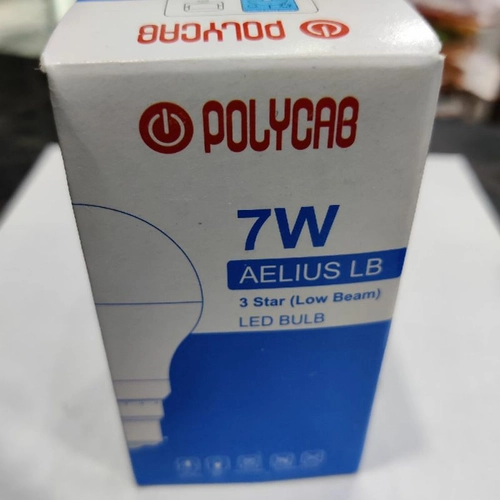 POLYCAB
POLYCAB
7W
AELIUS LB
3 Star (Low Beam)
LED BULB